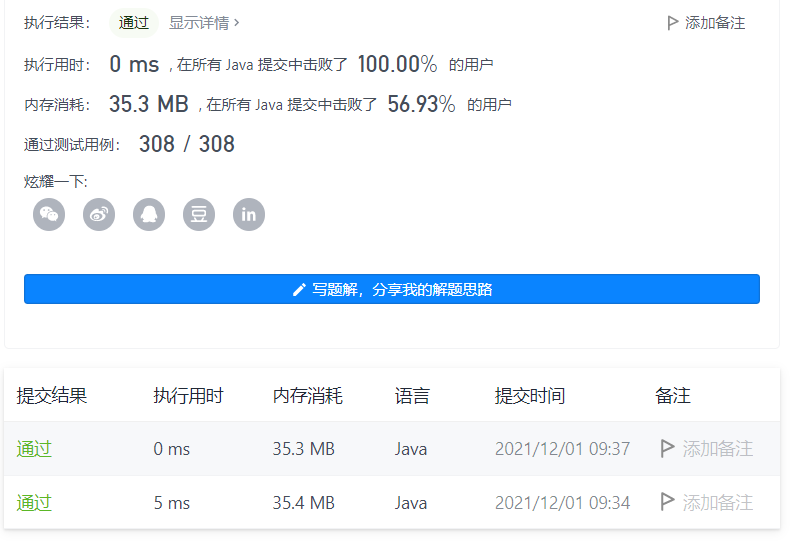 执行结果： 通过 显示详情 › 添加备注
执行用时： 0 ms , 在所有 Java 提交中击败了 100.00% 的用户
内存消耗： 35.3 MB , 在所有 Java 提交中击败了 56.93% 的用户
通过测试用例： 308 / 308
炫耀一下:
豆 in
写题解，分享我的解题思路
提交结果 执行用时 内存消耗 语言 提交时间 备注
通过 0 ms 35.3 MB Java 2021/12/01 09:37 添加备注
通过 5 ms 35.4 MB Java 2021/12/01 09:34 添加备注